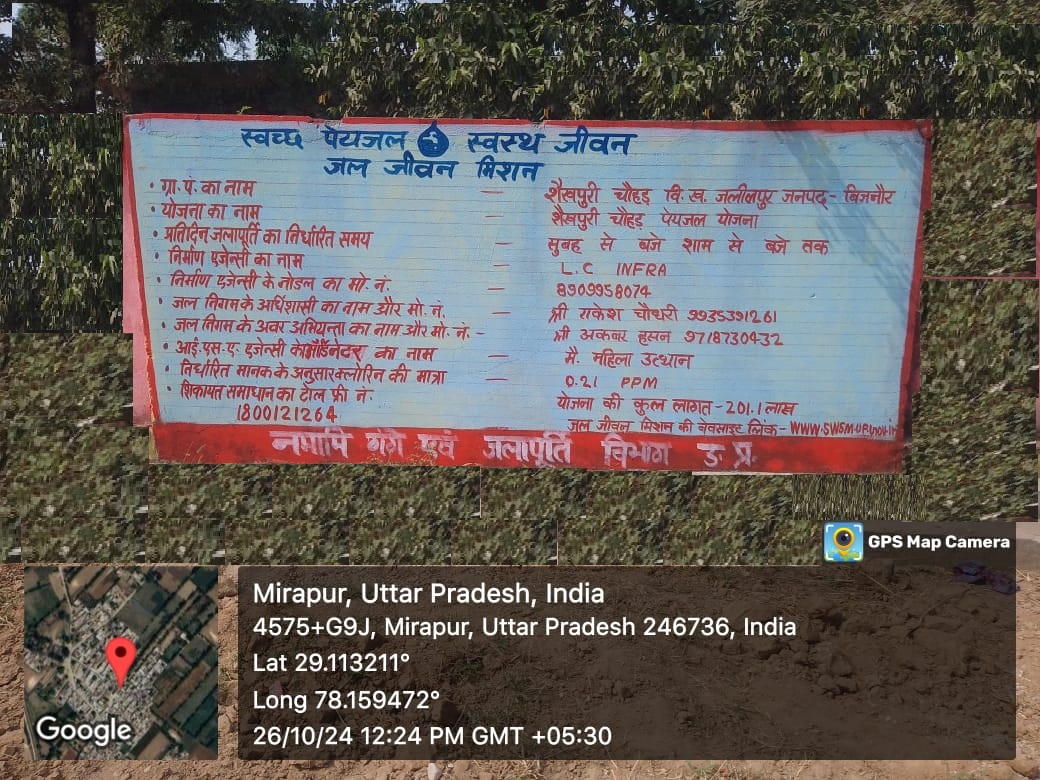 स्वच्छ पेयजल स्वस्थ जीवन
जल जीवन मिशन
• ग्रा. पं. का नाम — शैखपुरी चौहड़ वि. ख. जलीलपुर जनपद - बिजनौर
• योजना का नाम — शैखपुरी चौहड़ पेयजल योजना
• प्रतिदिन जलापूर्ति का निर्धारित समय — सुबह से बजे शाम से बजे तक
• निर्माण एजेन्सी का नाम — L.C INFRA
• निर्माण एजेन्सी के नोडल का मो. नं. — 8909958074
• जल निगम के अधिशासी का नाम और मो. नं. — श्री राकेश चौधरी 9935391261
• जल निगम के अवर अभियन्ता का नाम और मो. नं. - श्री अकबर हुसन 9718730432
• आई. एस. ए. एजेन्सी के कोर्डिनेटर का नाम — मै. महिला उत्थान
• निर्धारित मानक के अनुसार क्लोरिन की मात्रा — 0.21 PPM
• शिकायत समाधान का टोल फ्री नं. योजना की कुल लागत - 201.1 लाख
1800121264 जल जीवन मिशन की वेवसाइट लिंक - WWW.SWSM.UP.GOV.IN
नमामि गंगे एवं जलापूर्ति विभाग उ प्र.
GPS Map Camera
Mirapur, Uttar Pradesh, India
4575+G9J, Mirapur, Uttar Pradesh 246736, India
Lat 29.113211°
Long 78.159472°
26/10/24 12:24 PM GMT +05:30
Google